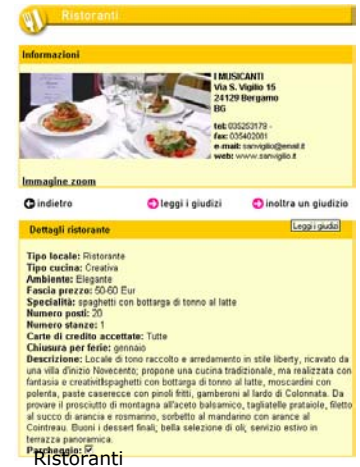 Ristoranti
Informazioni
I MUSICANTI
Via S. Vigilio 15
24129 Bergamo
BG
tel: 035253179 -
fax: 035402081
e-mail: sanvigilio@email.it
web: www.sanvigilio.it
Immagine zoom
indietro leggi i giudizi inoltra un giudizio
Dettagli ristorante Leggi i giudizi
Tipo locale: Ristorante
Tipo cucina: Creativa
Ambiente: Elegante
Fascia prezzo: 50-60 Eur
Specialità: spaghetti con bottarga di tonno al latte
Numero posti: 20
Numero stanze: 1
Carte di credito accettate: Tutte
Chiusura per ferie: gennaio
Descrizione: Locale di tono raccolto e arredamento in stile liberty, ricavato da
una villa d'inizio Novecento; propone una cucina tradizionale, ma realizzata con
fantasia e creativitìspaghetti con bottarga di tonno al latte, moscardini con
polenta, paste caserecce con pinoli fritti, gamberoni al lardo di Colonnata. Da
provare il prosciutto di montagna all'aceto balsamico, tagliatelle prataiole, filetto
al succo di arancia e rosmarino, sorbetto al mandarino con arance al
Cointreau. Buoni i dessert finali; bella selezione di oli; servizio estivo in
terrazza panoramica.
Parcheggio:
Ristoranti